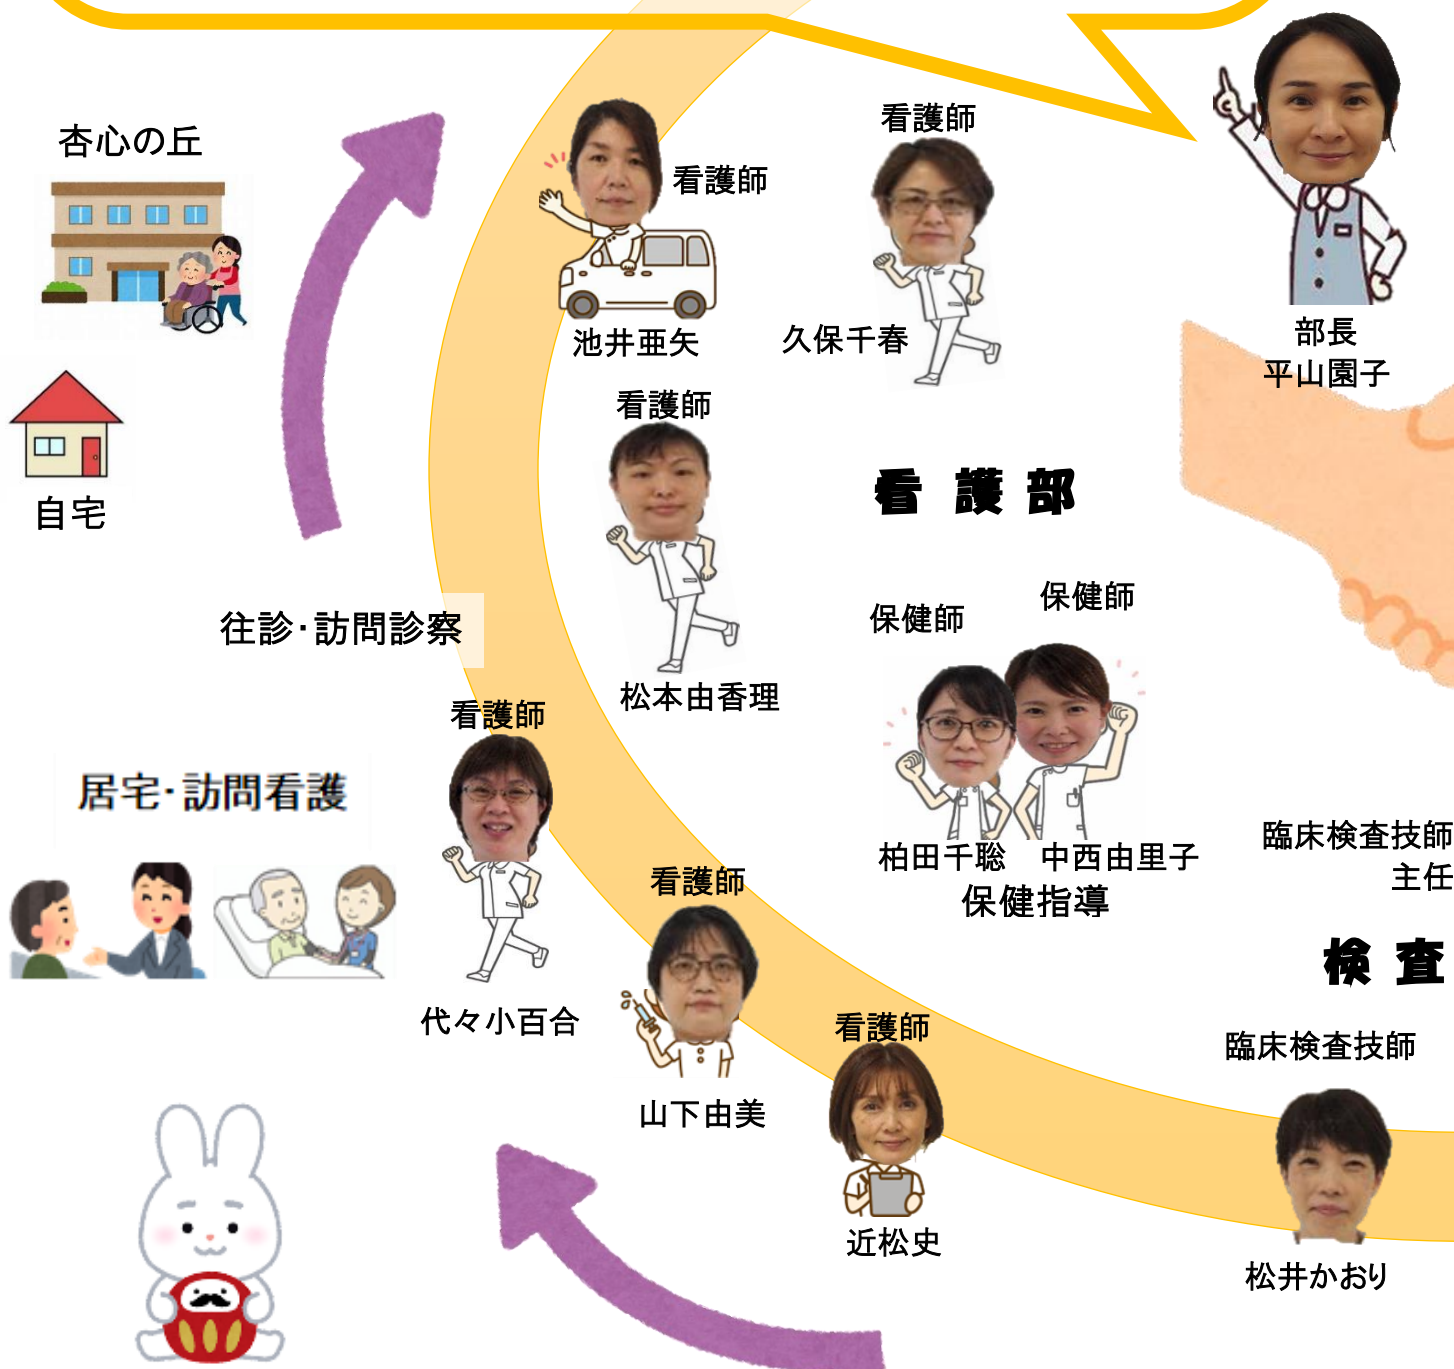 杏心の丘
自宅
往診・訪問診察
居宅・訪問看護
看護師
池井亜矢
看護師
久保千春
部長
平山園子
看護師
松本由香理
看護部
保健師
保健師
柏田千聡　中西由里子
保健指導
看護師
代々小百合
看護師
山下由美
看護師
近松史
臨床検査技師
主任
検査
臨床検査技師
松井かおり